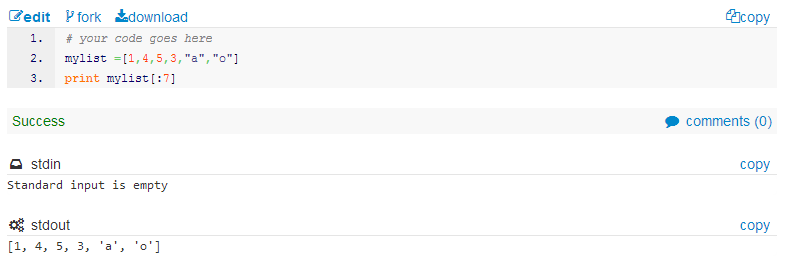 edit fork download copy
1. # your code goes here
2. mylist =[1,4,5,3,"a","o"]
3. print mylist[:7]
Success comments (0)
stdin copy
Standard input is empty
stdout copy
[1, 4, 5, 3, 'a', 'o']